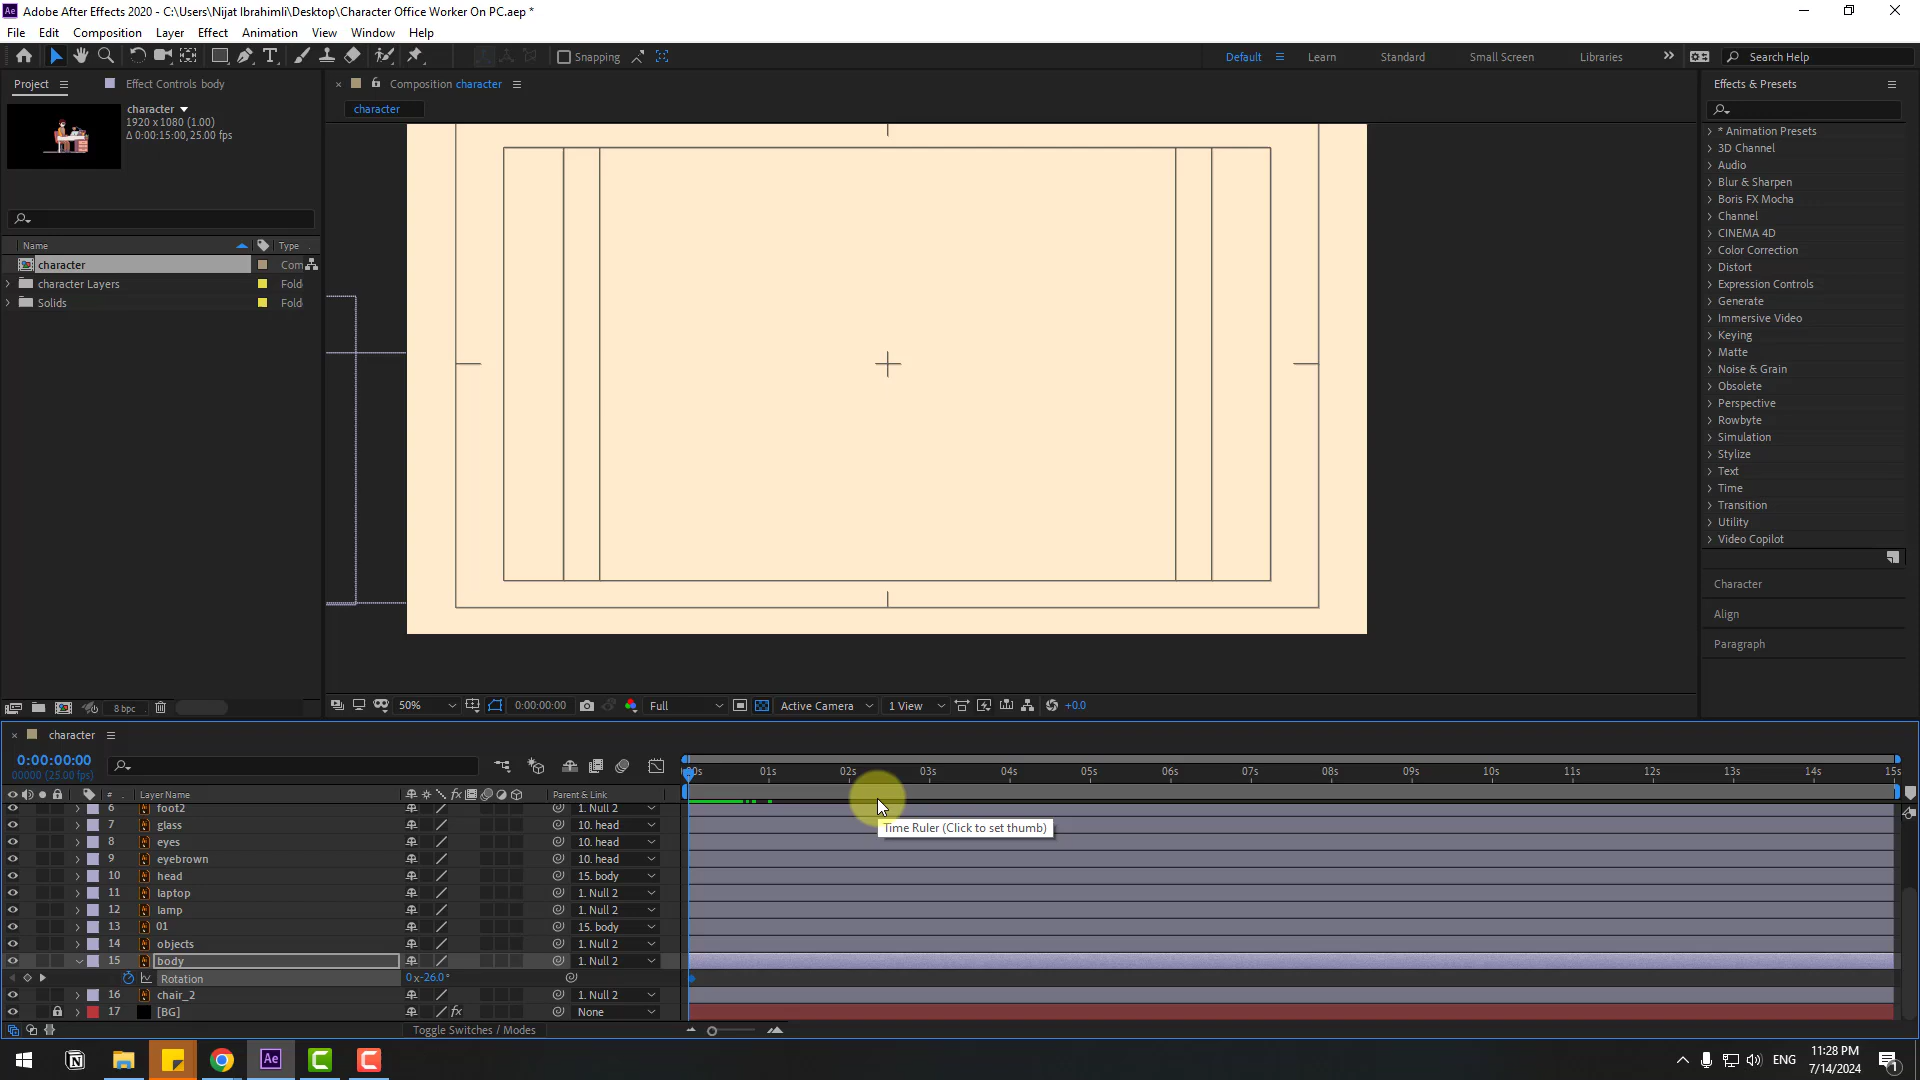 Adobe After Effects 2020 - C:\Users\Nijat Ibrahimli\Desktop\Character Office Worker On PC.aep *
File Edit Composition Layer Effect Animation View Window Help
Snapping Default Learn Standard Small Screen Libraries Search Help
Project Effect Controls body Composition character Effects & Presets
character
1920 x 1080 (1.00)
Δ 0:00:15:00, 25.00 fps
character
Name Type
character Com
character Layers Fold
Solids Fold
* Animation Presets
3D Channel
Audio
Blur & Sharpen
Boris FX Mocha
Channel
CINEMA 4D
Color Correction
Distort
Expression Controls
Generate
Immersive Video
Keying
Matte
Noise & Grain
Obsolete
Perspective
Rowbyte
Simulation
Stylize
Text
Time
Transition
Utility
Video Copilot
Character
Align
Paragraph
8 bpc 50% 0:00:00:00 Full Active Camera 1 View +0.0
character
0:00:00:00
00000 (25.00 fps)
00s 01s 02s 03s 04s 05s 06s 07s 08s 09s 10s 11s 12s 13s 14s 15s
# Layer Name Parent & Link
6 foot2 1. Null 2
7 glass 10. head
Time Ruler (Click to set thumb)
8 eyes 10. head
9 eyebrown 10. head
10 head 15. body
11 laptop 1. Null 2
12 lamp 1. Null 2
13 01 15. body
14 objects 1. Null 2
15 body 1. Null 2
Rotation 0x-26.0°
16 chair_2 1. Null 2
17 [BG] None
Toggle Switches / Modes
ENG 11:28 PM
7/14/2024
1